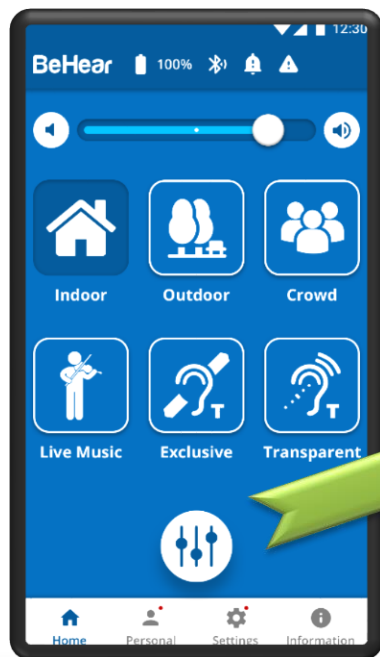 12:30
BeHear 100%
Indoor Outdoor Crowd
T T
Live Music Exclusive Transparent
Home Personal Settings Information